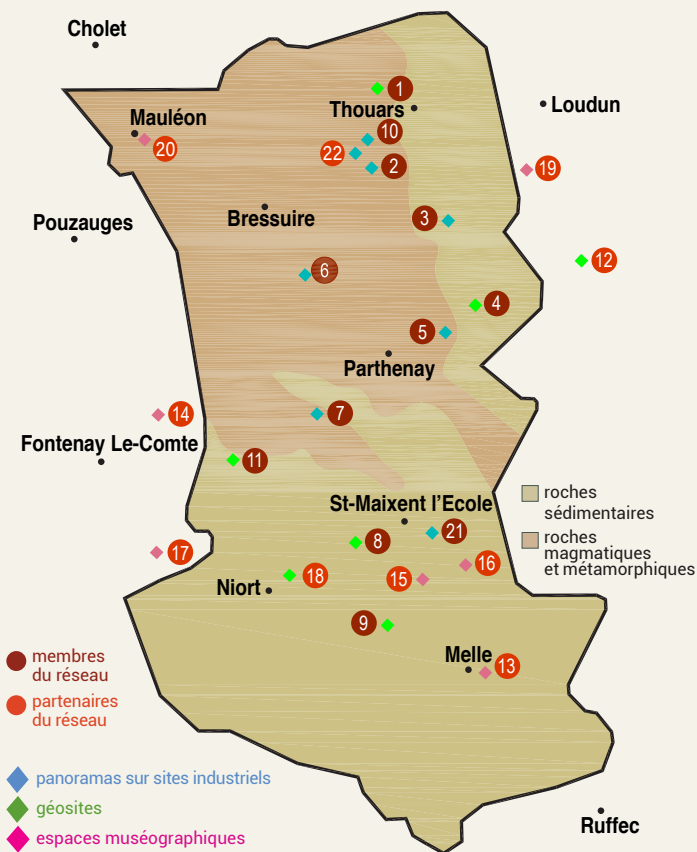 Cholet
1
Thouars
Loudun
Mauléon
10
20
22
2
19
Bressuire
3
Pouzauges
12
6
4
5
Parthenay
7
14
Fontenay Le-Comte
11
roches
sédimentaires
St-Maixent l'Ecole
21
8
roches
magmatiques
et métamorphiques
17
16
18
15
Niort
9
membres
du réseau
Melle
13
partenaires
du réseau
panoramas sur sites industriels
géosites
Ruffec
espaces muséographiques